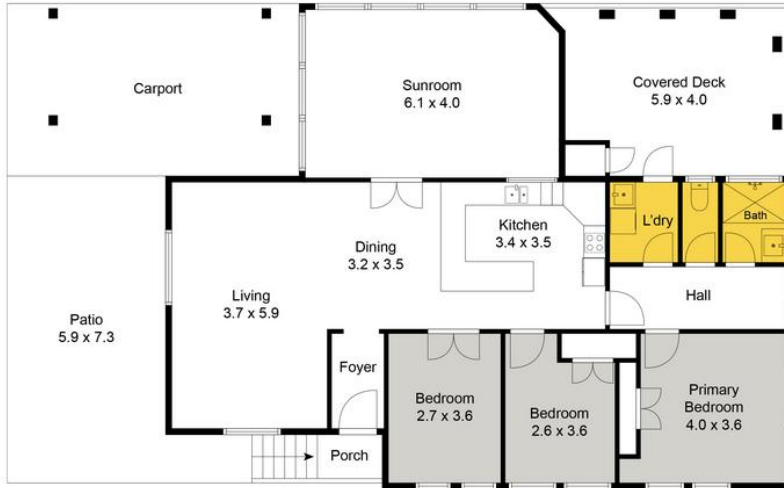 Carport
Sunroom
6.1 x 4.0
Covered Deck
5.9 x 4.0
L'dry
Bath
Kitchen
3.4 x 3.5
Dining
3.2 x 3.5
Living
3.7 x 5.9
Hall
Patio
5.9 x 7.3
Foyer
Bedroom
2.7 x 3.6
Bedroom
2.6 x 3.6
Primary
Bedroom
4.0 x 3.6
Porch